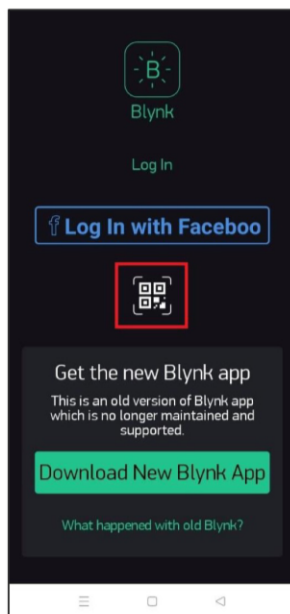 B
Blynk
Log In
f Log In with Faceboo
Get the new Blynk app
This is an old version of Blynk app
which is no longer maintained and
supported.
Download New Blynk App
What happened with old Blynk?